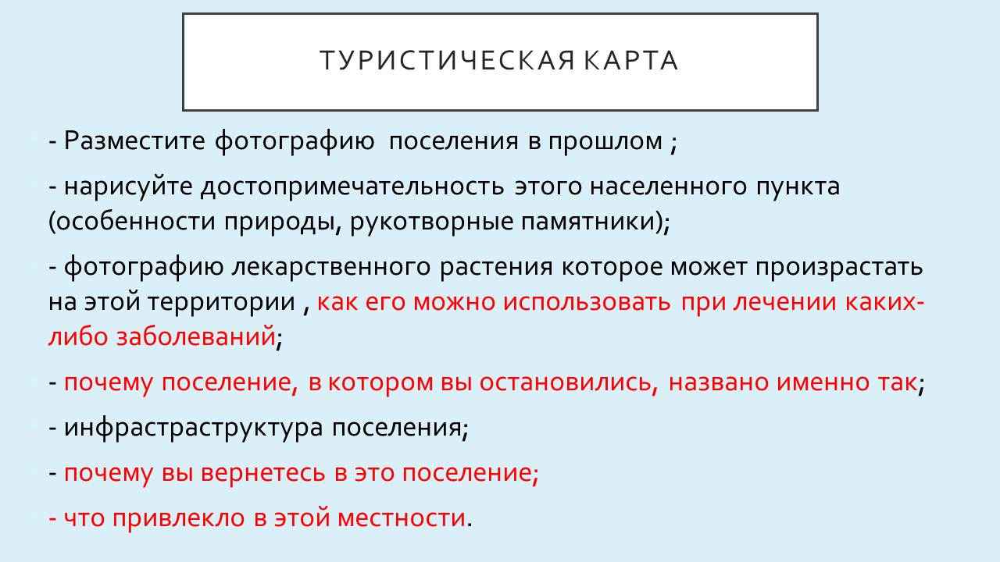 ТУРИСТИЧЕСКАЯ КАРТА
- Разместите фотографию поселения в прошлом ;
- нарисуйте достопримечательность этого населенного пункта
(особенности природы, рукотворные памятники);
- фотографию лекарственного растения которое может произрастать
на этой территории , как его можно использовать при лечении каких-
либо заболеваний;
- почему поселение, в котором вы остановились, названо именно так;
- инфрастраструктура поселения;
- почему вы вернетесь в это поселение;
- что привлекло в этой местности.